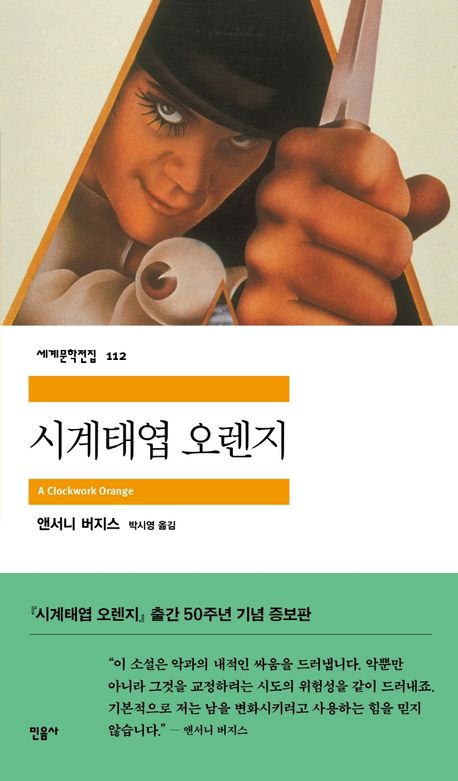 세계문학전집 112
시계태엽 오렌지
A Clockwork Orange
앤서니 버지스 박시영 옮김
『시계태엽 오렌지』 출간 50주년 기념 증보판
“이 소설은 악과의 내적인 싸움을 드러냅니다. 악뿐만
아니라 그것을 교정하려는 시도의 위험성을 같이 드러내죠.
기본적으로 저는 남을 변화시키려고 사용하는 힘을 믿지
않습니다.” — 앤서니 버지스
민음사